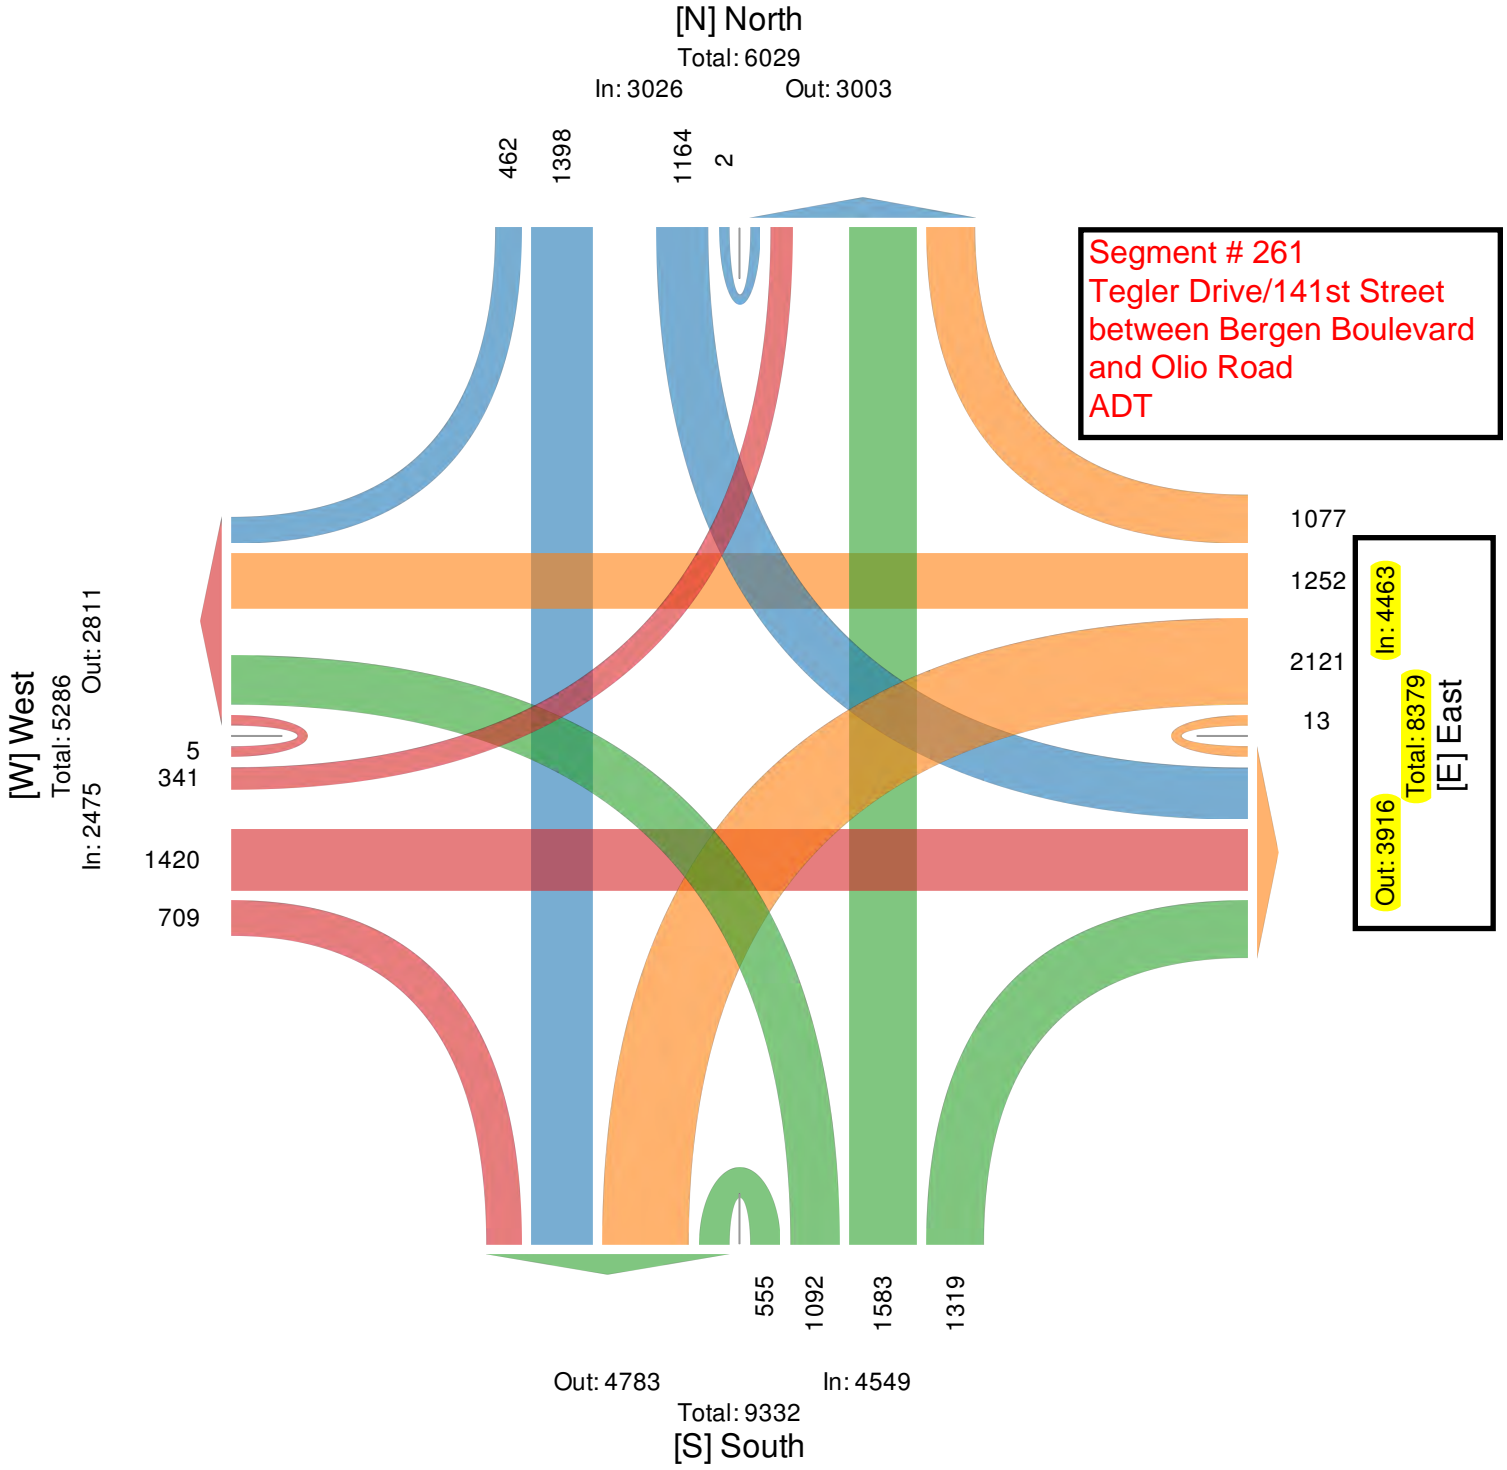 [N] North
Total: 6029
In: 3026
Out: 3003
462
1398
1164
2
Segment # 261
Tegler Drive/141st Street
between Bergen Boulevard
and Olio Road
ADT
1077
1252
2121
13
In: 4463
Out: 3916
Total: 8379
[E] East
[W] West
Total: 5286
Out: 2811
In: 2475
5
341
1420
709
555
1092
1583
1319
Out: 4783
In: 4549
Total: 9332
[S] South